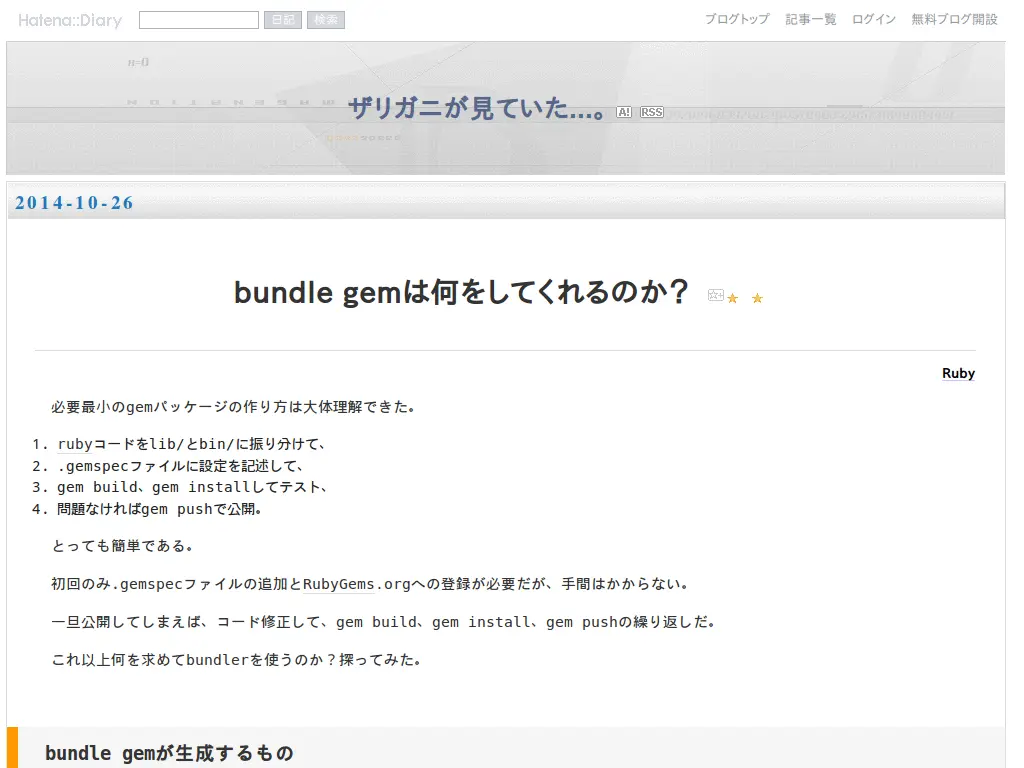 Hatena::Diary 日記 検索 ブログトップ 記事一覧 ログイン 無料ブログ開設
n=0
ザリガニが見ていた...。 A! RSS
2014-10-26
bundle gemは何をしてくれるのか？
Ruby
必要最小のgemパッケージの作り方は大体理解できた。
1. rubyコードをlib/とbin/に振り分けて、
2. .gemspecファイルに設定を記述して、
3. gem build、gem installしてテスト、
4. 問題なければgem pushで公開。
とっても簡単である。
初回のみ.gemspecファイルの追加とRubyGems.orgへの登録が必要だが、手間はかからない。
一旦公開してしまえば、コード修正して、gem build、gem install、gem pushの繰り返しだ。
これ以上何を求めてbundlerを使うのか？探ってみた。
bundle gemが生成するもの